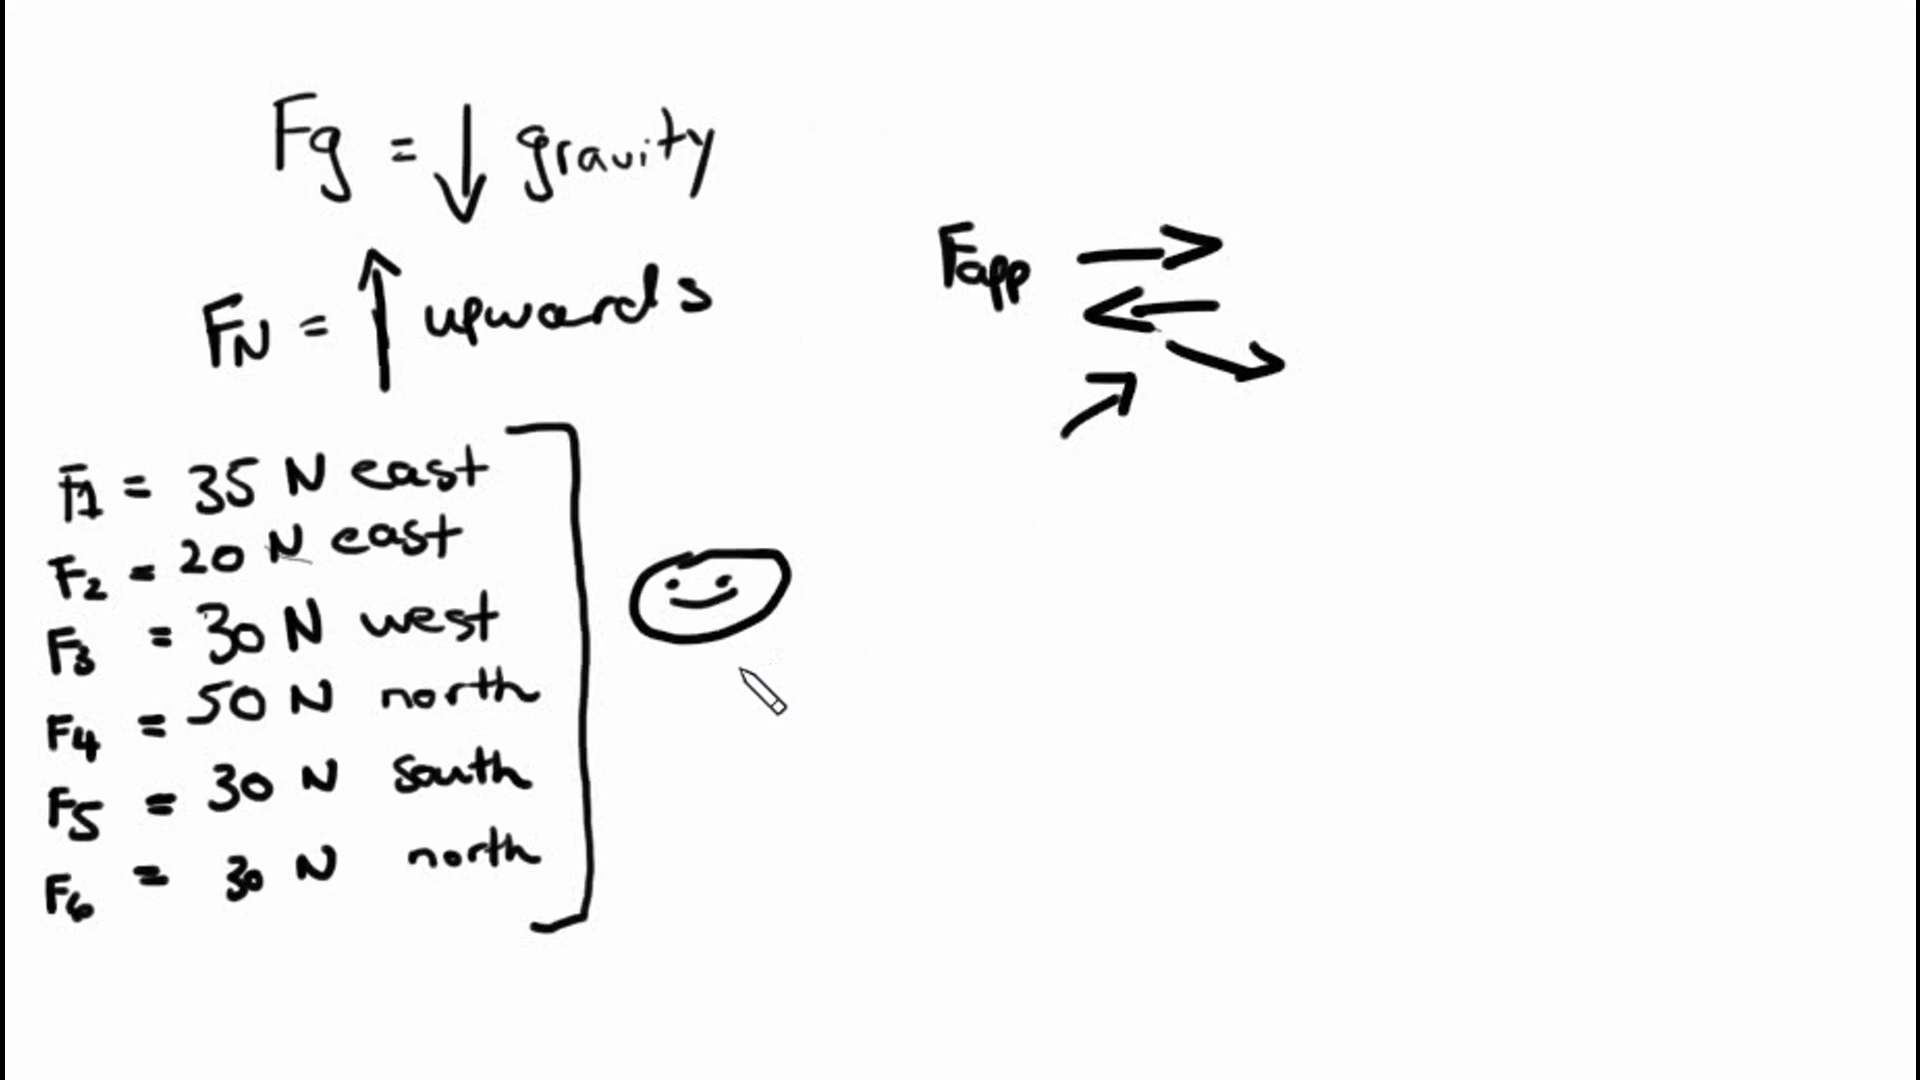 Fg = ↓ gravity
FN = ↑ upwards
Fapp
F1 = 35 N east
F2 = 20 N east
F3 = 30 N west
F4 = 50 N north
F5 = 30 N south
F6 = 30 N north